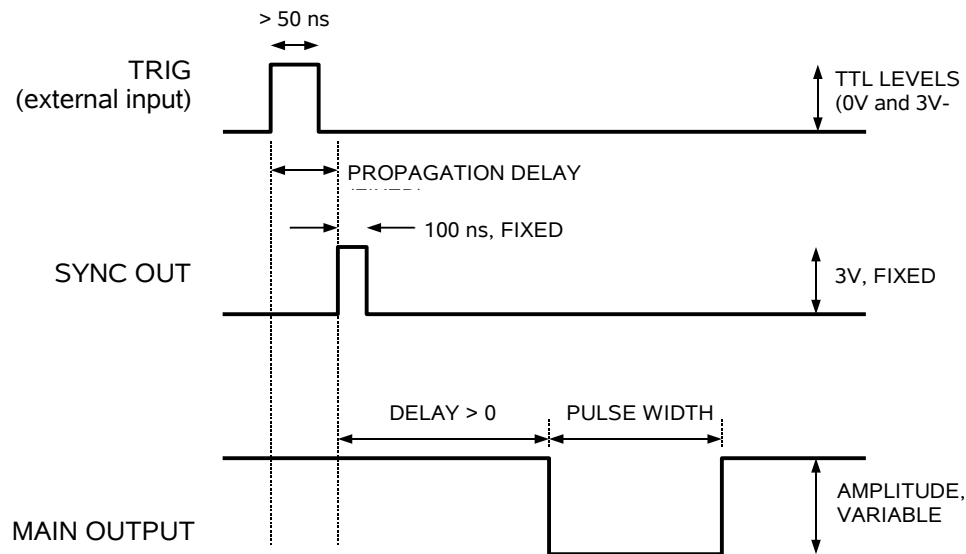 > 50 ns
TRIG
(external input)
TTL LEVELS
(0V and 3V-
PROPAGATION DELAY
100 ns, FIXED
SYNC OUT
3V, FIXED
DELAY > 0
PULSE WIDTH
AMPLITUDE,
VARIABLE
MAIN OUTPUT